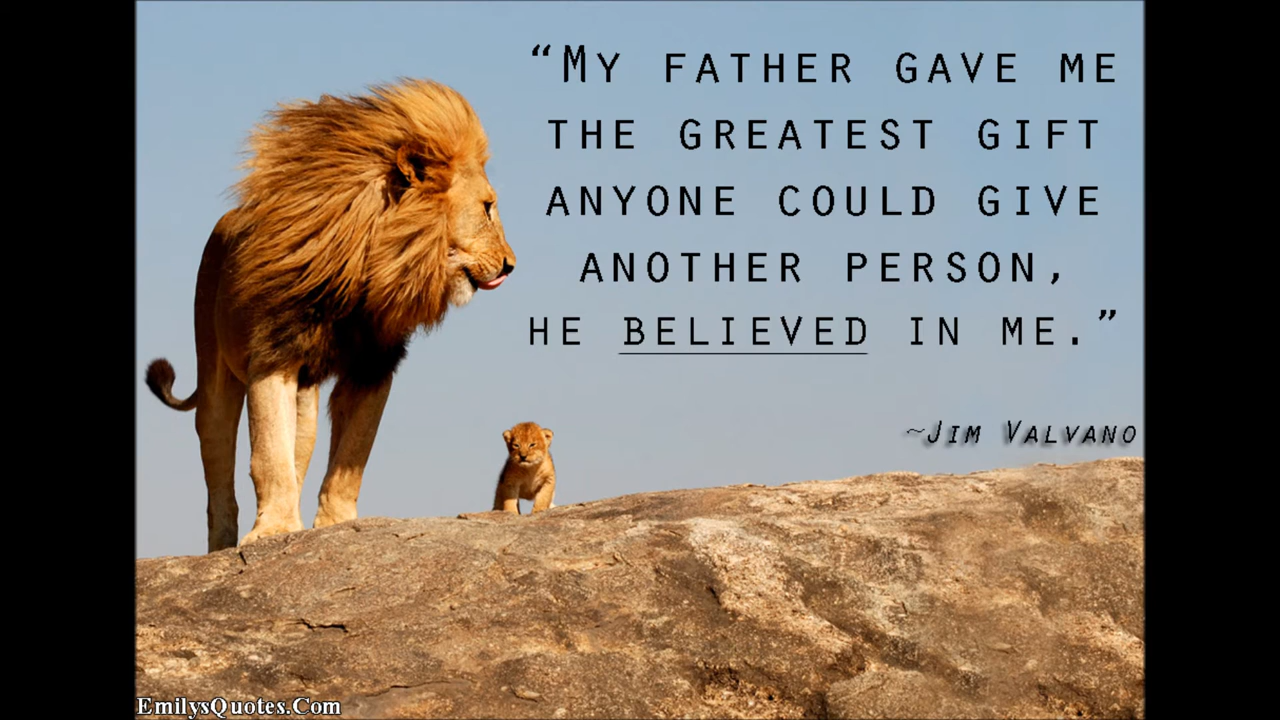 “My father gave me
the greatest gift
anyone could give
another person,
he believed in me.”
~Jim Valvano
EmilysQuotes.Com